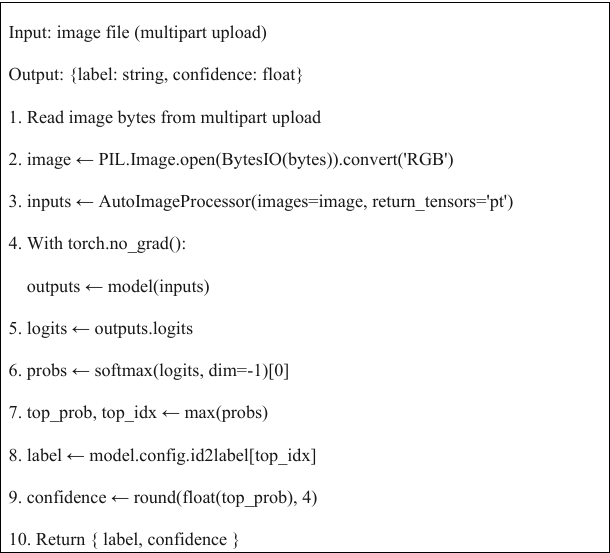 Input: image file (multipart upload)
Output: {label: string, confidence: float}
1. Read image bytes from multipart upload
2. image ← PIL.Image.open(BytesIO(bytes)).convert('RGB')
3. inputs ← AutoImageProcessor(images=image, return_tensors='pt')
4. With torch.no_grad():
outputs ← model(inputs)
5. logits ← outputs.logits
6. probs ← softmax(logits, dim=-1)[0]
7. top_prob, top_idx ← max(probs)
8. label ← model.config.id2label[top_idx]
9. confidence ← round(float(top_prob), 4)
10. Return { label, confidence }